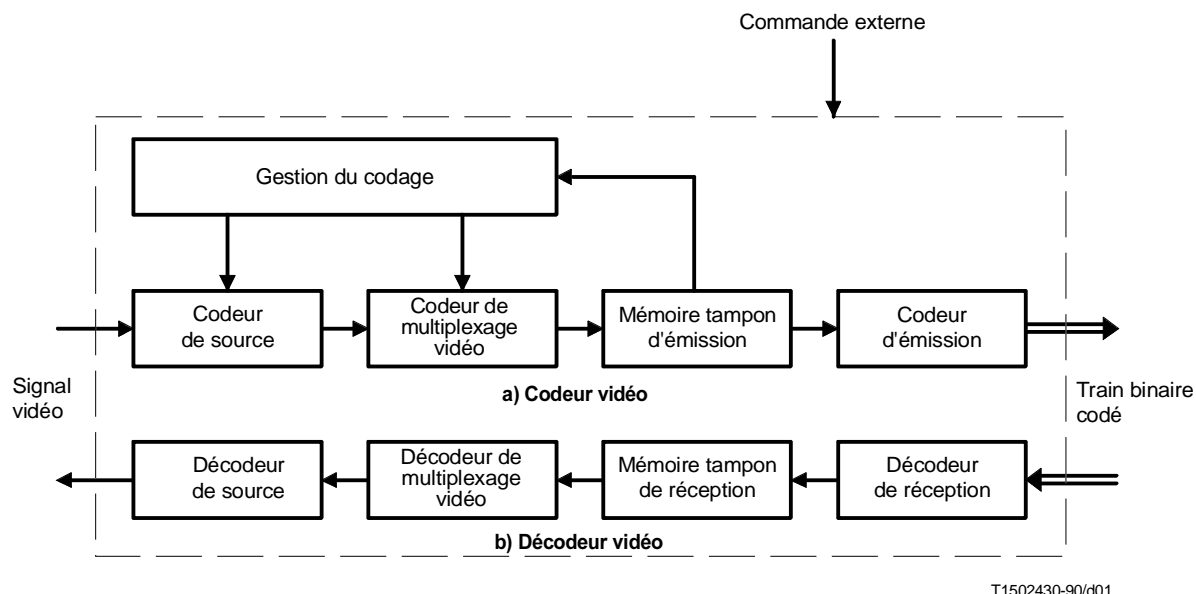 Commande externe
Gestion du codage
Codeur
de source
Codeur de
multiplexage
vidéo
Mémoire tampon
d'émission
Codeur
d'émission
Signal
vidéo
a) Codeur vidéo
Train binaire
codé
Décodeur
de source
Décodeur de
multiplexage
vidéo
Mémoire tampon
de réception
Décodeur
de réception
b) Décodeur vidéo
T1502430-90/d01